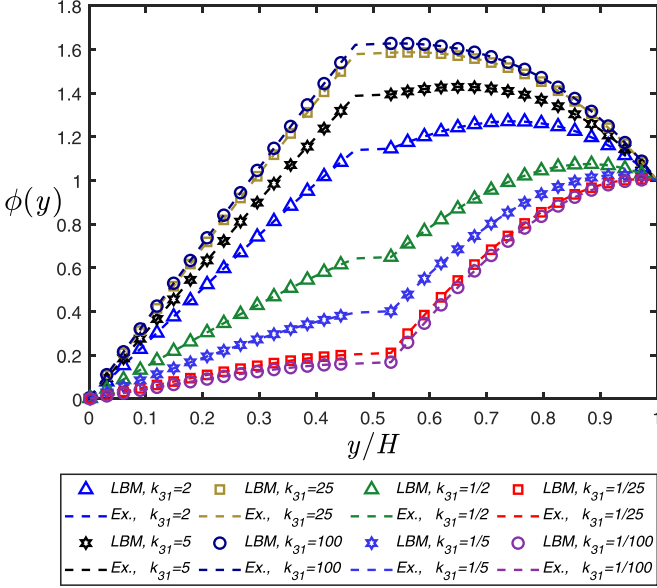 1.8
1.6
1.4
1.2
1
0.8
0.6
0.4
0.2
0
ϕ(y)
0 0.1 0.2 0.3 0.4 0.5 0.6 0.7 0.8 0.9 1
y/H
LBM, k31=2 LBM, k31=25 LBM, k31=1/2 LBM, k31=1/25
Ex., k31=2 Ex., k31=25 Ex., k31=1/2 Ex., k31=1/25
LBM, k31=5 LBM, k31=100 LBM, k31=1/5 LBM, k31=1/100
Ex., k31=5 Ex., k31=100 Ex., k31=1/5 Ex., k31=1/100